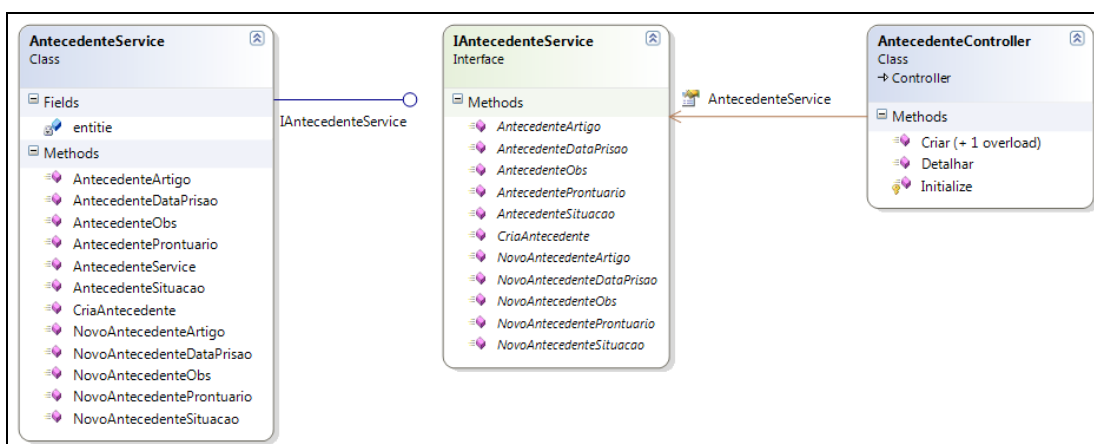 AntecedenteService
Class
Fields
entitie
Methods
AntecedenteArtigo
AntecedenteDataPrisao
AntecedenteObs
AntecedenteProntuario
AntecedenteService
AntecedenteSituacao
CriaAntecedente
NovoAntecedenteArtigo
NovoAntecedenteDataPrisao
NovoAntecedenteObs
NovoAntecedenteProntuario
NovoAntecedenteSituacao
IAntecedenteService
IAntecedenteService
Interface
Methods
AntecedenteArtigo
AntecedenteDataPrisao
AntecedenteObs
AntecedenteProntuario
AntecedenteSituacao
CriaAntecedente
NovoAntecedenteArtigo
NovoAntecedenteDataPrisao
NovoAntecedenteObs
NovoAntecedenteProntuario
NovoAntecedenteSituacao
AntecedenteService
AntecedenteController
Class
Controller
Methods
Criar (+ 1 overload)
Detalhar
Initialize